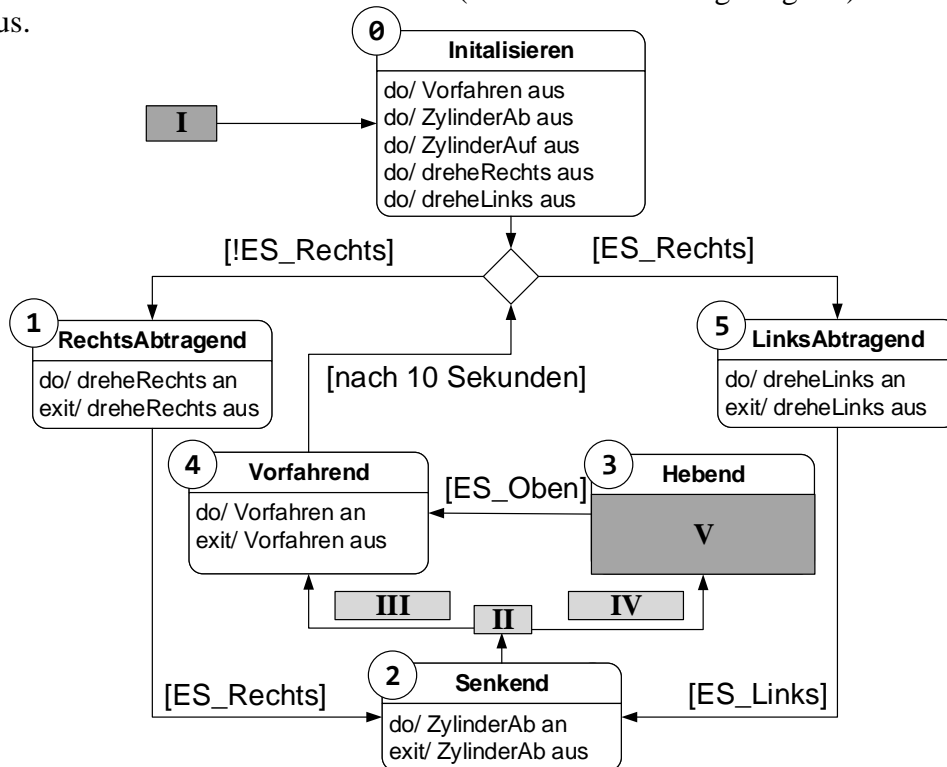 us.
0
Initalisieren
do/ Vorfahren aus
do/ ZylinderAb aus
do/ ZylinderAuf aus
do/ dreheRechts aus
do/ dreheLinks aus
I
[!ES_Rechts]
[ES_Rechts]
1
RechtsAbtragend
do/ dreheRechts an
exit/ dreheRechts aus
5
LinksAbtragend
do/ dreheLinks an
exit/ dreheLinks aus
[nach 10 Sekunden]
4
Vorfahrend
do/ Vorfahren an
exit/ Vorfahren aus
[ES_Oben]
3
Hebend
V
III
II
IV
2
Senkend
do/ ZylinderAb an
exit/ ZylinderAb aus
[ES_Rechts]
[ES_Links]